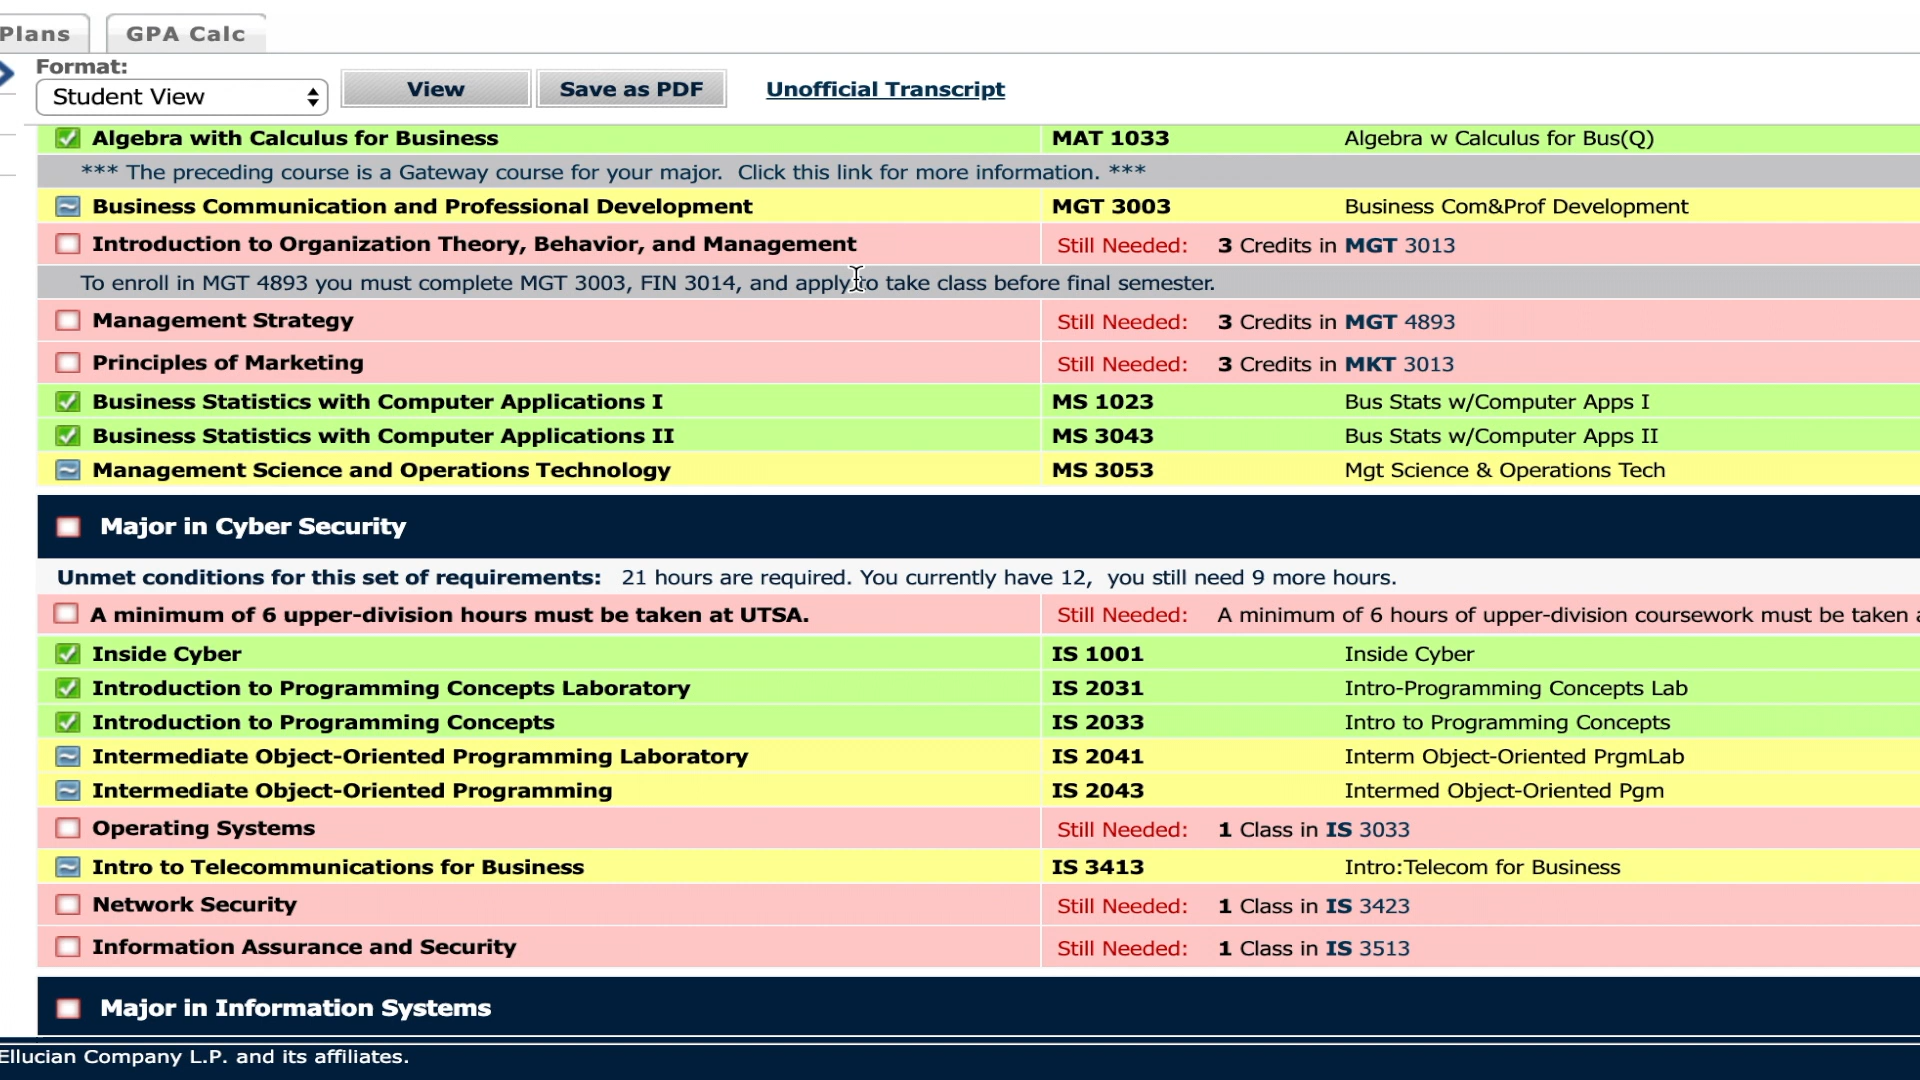 Plans GPA Calc
Format:
Student View View Save as PDF Unofficial Transcript
Algebra with Calculus for Business MAT 1033 Algebra w Calculus for Bus(Q)
*** The preceding course is a Gateway course for your major. Click this link for more information. ***
Business Communication and Professional Development MGT 3003 Business Com&Prof Development
Introduction to Organization Theory, Behavior, and Management Still Needed: 3 Credits in MGT 3013
To enroll in MGT 4893 you must complete MGT 3003, FIN 3014, and apply to take class before final semester.
Management Strategy Still Needed: 3 Credits in MGT 4893
Principles of Marketing Still Needed: 3 Credits in MKT 3013
Business Statistics with Computer Applications I MS 1023 Bus Stats w/Computer Apps I
Business Statistics with Computer Applications II MS 3043 Bus Stats w/Computer Apps II
Management Science and Operations Technology MS 3053 Mgt Science & Operations Tech
Major in Cyber Security
Unmet conditions for this set of requirements: 21 hours are required. You currently have 12, you still need 9 more hours.
A minimum of 6 upper-division hours must be taken at UTSA. Still Needed: A minimum of 6 hours of upper-division coursework must be taken
Inside Cyber IS 1001 Inside Cyber
Introduction to Programming Concepts Laboratory IS 2031 Intro-Programming Concepts Lab
Introduction to Programming Concepts IS 2033 Intro to Programming Concepts
Intermediate Object-Oriented Programming Laboratory IS 2041 Interm Object-Oriented PrgmLab
Intermediate Object-Oriented Programming IS 2043 Intermed Object-Oriented Pgm
Operating Systems Still Needed: 1 Class in IS 3033
Intro to Telecommunications for Business IS 3413 Intro:Telecom for Business
Network Security Still Needed: 1 Class in IS 3423
Information Assurance and Security Still Needed: 1 Class in IS 3513
Major in Information Systems
Ellucian Company L.P. and its affiliates.